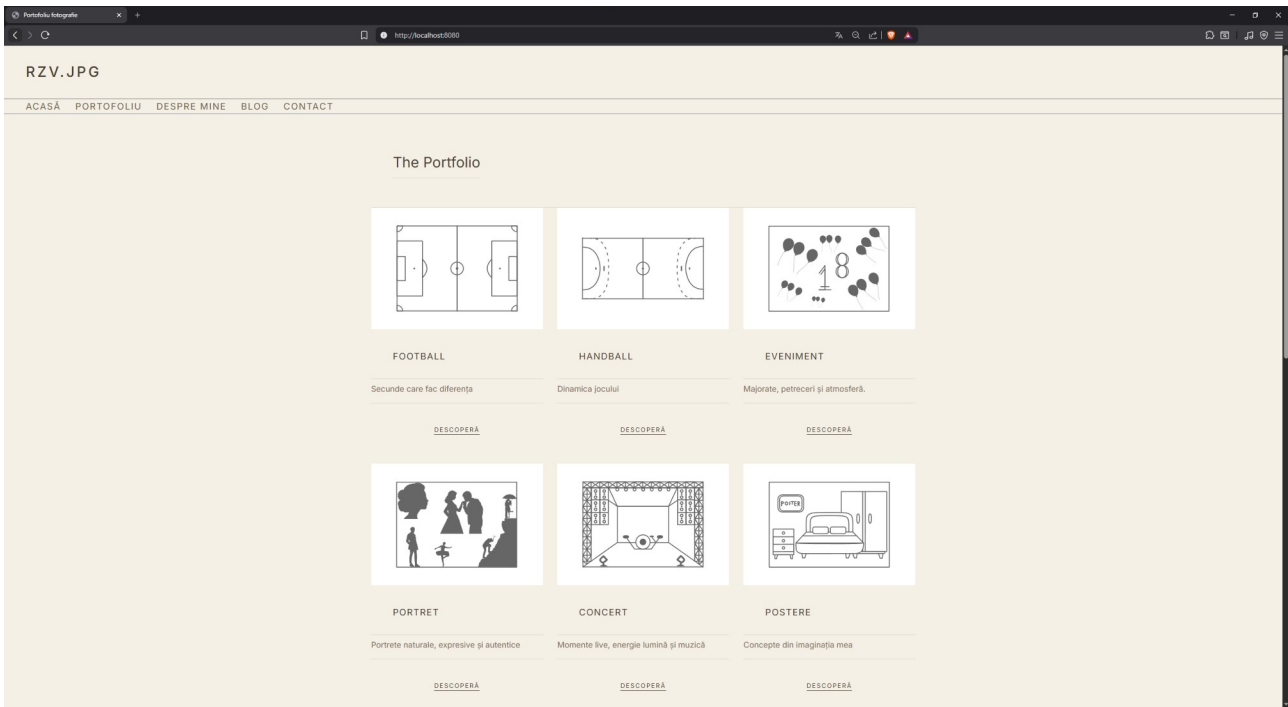 Portofoliu fotografie
http://localhost:8080
RZV.JPG
ACASĂ PORTOFOLIU DESPRE MINE BLOG CONTACT
The Portfolio
18
FOOTBALL HANDBALL EVENIMENT
Secunde care fac diferența Dinamica jocului Majorate, petreceri și atmosferă.
DESCOPERĂ DESCOPERĂ DESCOPERĂ
POSTER
PORTRET CONCERT POSTERE
Portrete naturale, expresive și autentice Momente live, energie lumină și muzică Concepte din imaginația mea
DESCOPERĂ DESCOPERĂ DESCOPERĂ